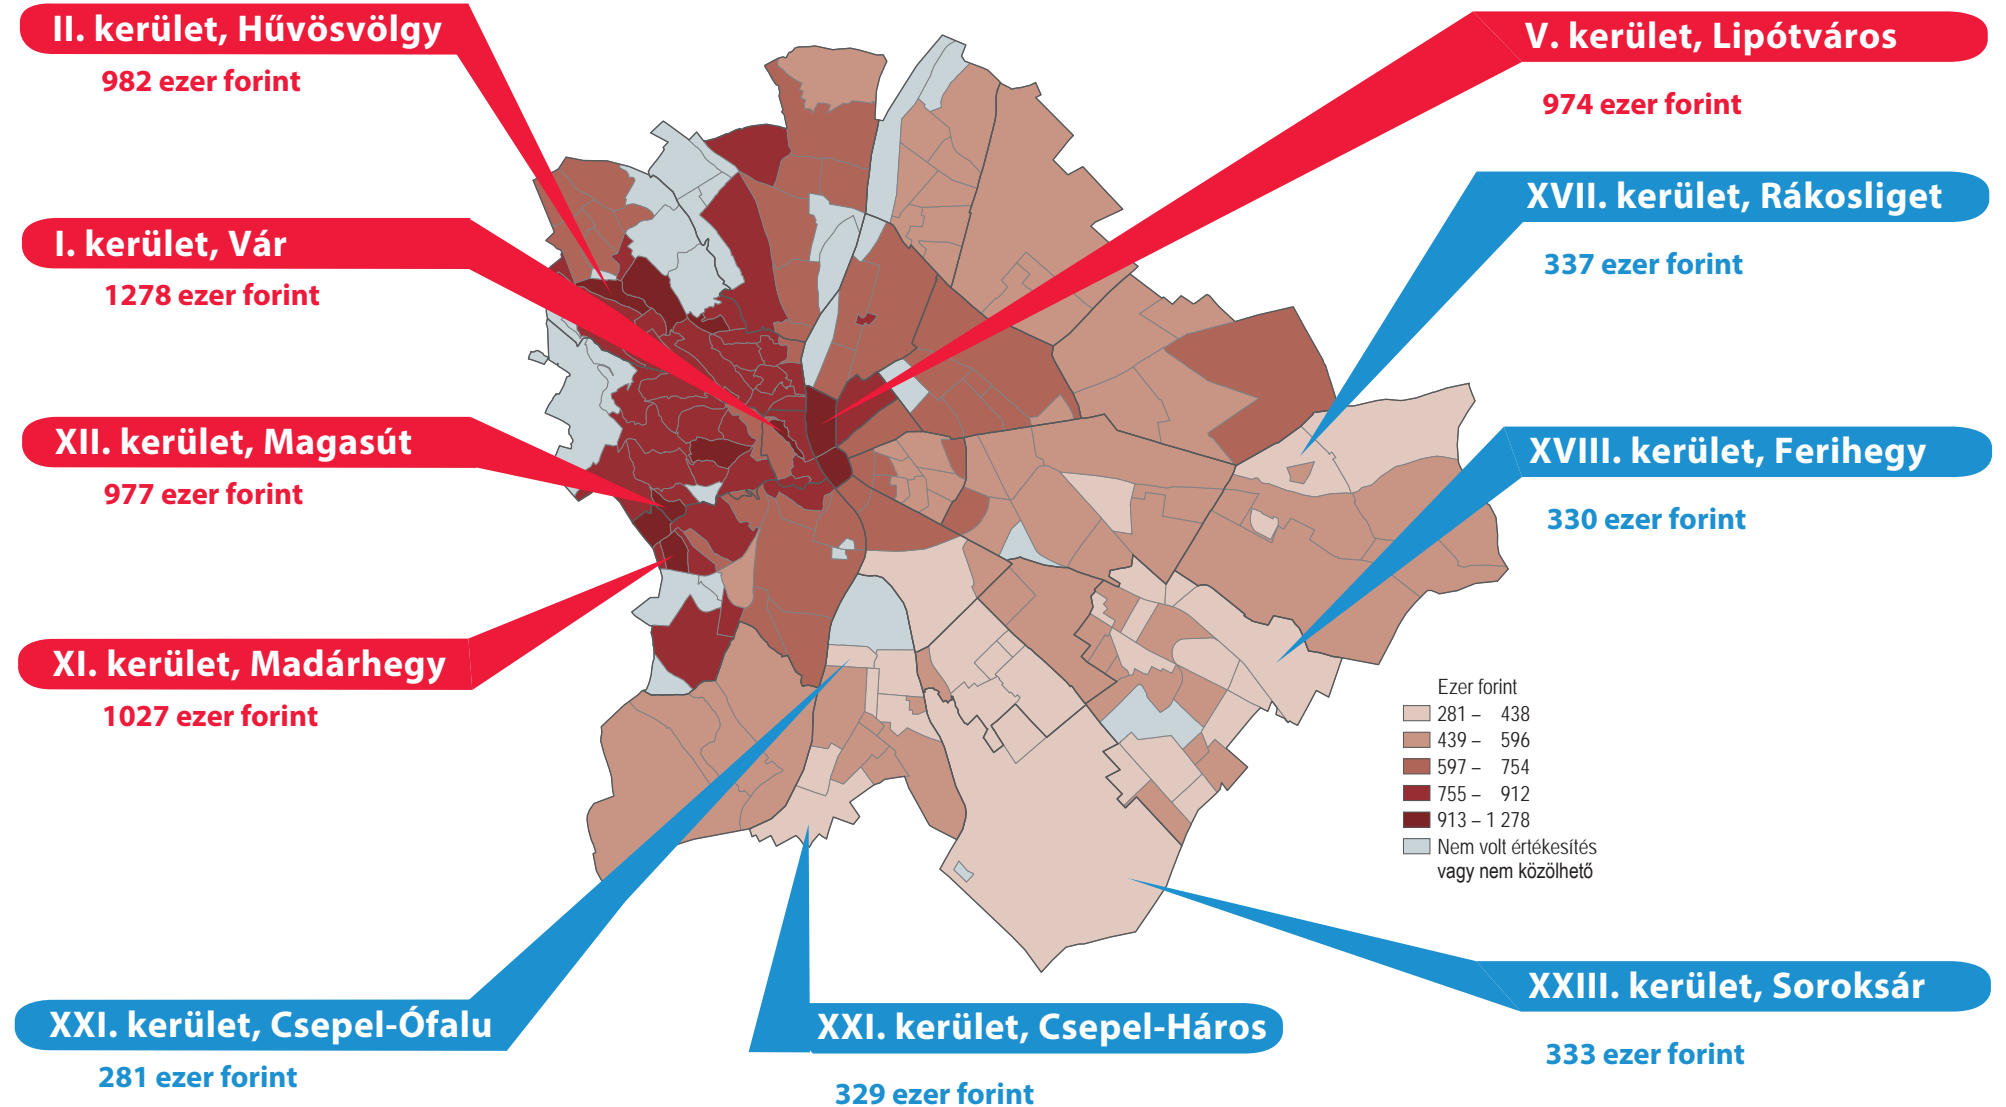 II. kerület, Hűvösvölgy
982 ezer forint
V. kerület, Lipótváros
974 ezer forint
XVII. kerület, Rákosliget
337 ezer forint
I. kerület, Vár
1278 ezer forint
XII. kerület, Magasút
977 ezer forint
XVIII. kerület, Ferihegy
330 ezer forint
XI. kerület, Madárhegy
1027 ezer forint
Ezer forint
281 – 438
439 – 596
597 – 754
755 – 912
913 – 1 278
Nem volt értékesítés
vagy nem közölhető
XXI. kerület, Csepel-Ófalu
281 ezer forint
XXI. kerület, Csepel-Háros
329 ezer forint
XXIII. kerület, Soroksár
333 ezer forint